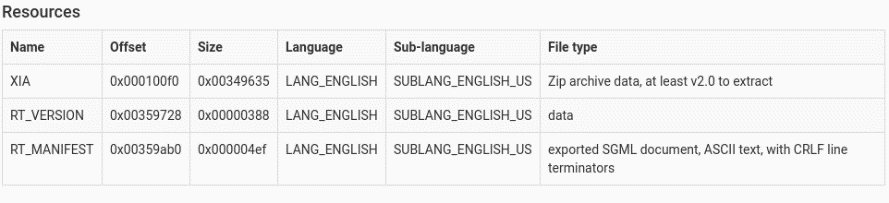 Resources
Name Offset Size Language Sub-language File type
XIA 0x000100f0 0x00349635 LANG_ENGLISH SUBLANG_ENGLISH_US Zip archive data, at least v2.0 to extract
RT_VERSION 0x00359728 0x00000388 LANG_ENGLISH SUBLANG_ENGLISH_US data
RT_MANIFEST 0x00359ab0 0x000004ef LANG_ENGLISH SUBLANG_ENGLISH_US exported SGML document, ASCII text, with CRLF line
terminators